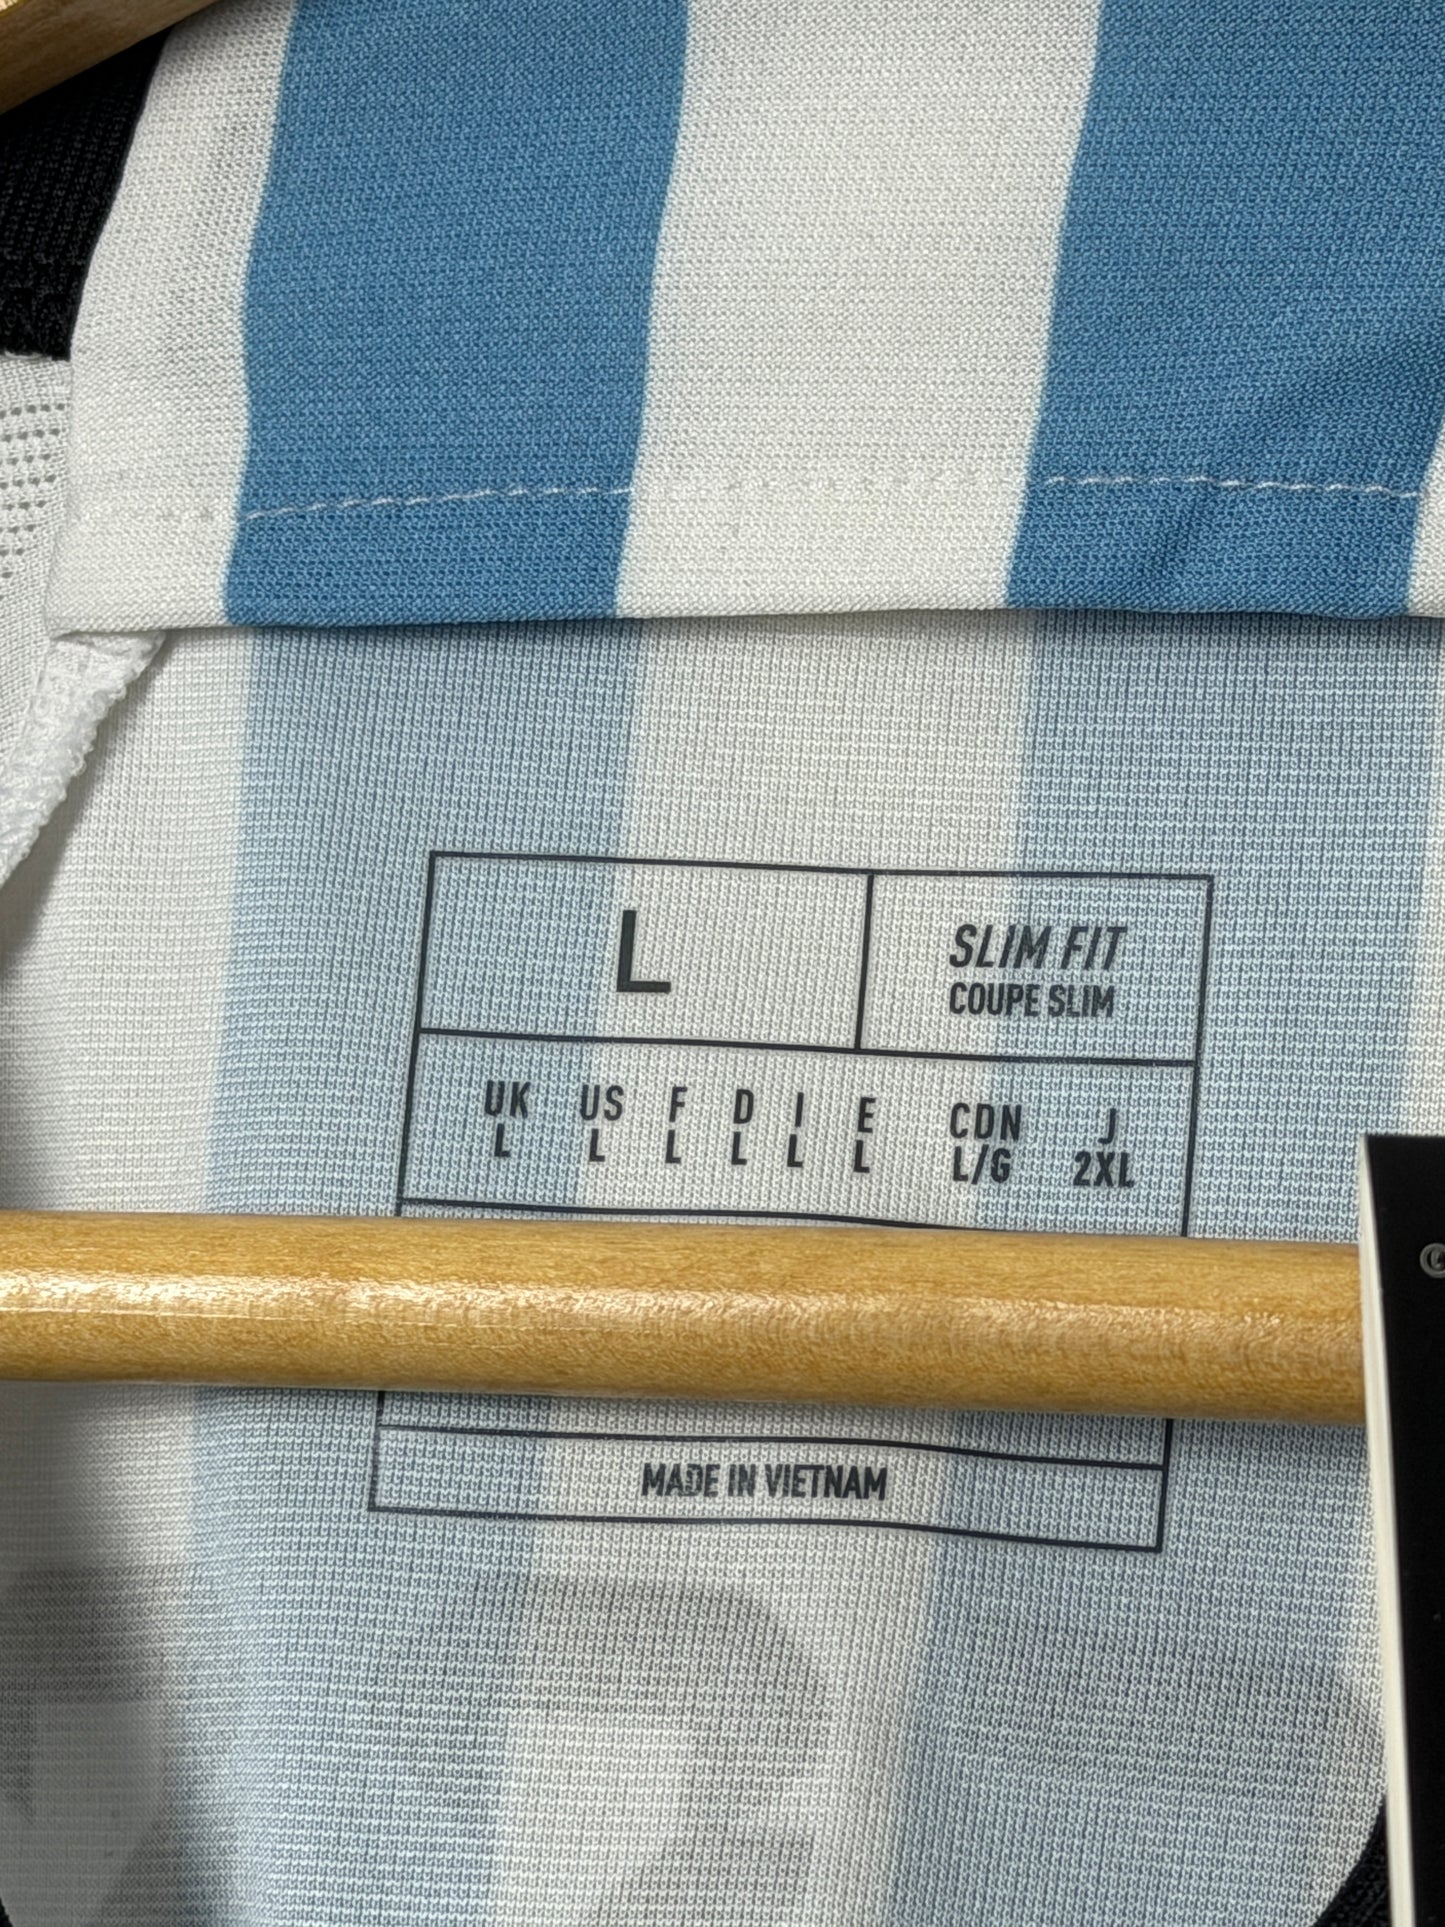 L
SLIM FIT
COUPE SLIM
UK US F D I E CDN J
L L L L L L L/G 2XL
MADE IN VIETNAM